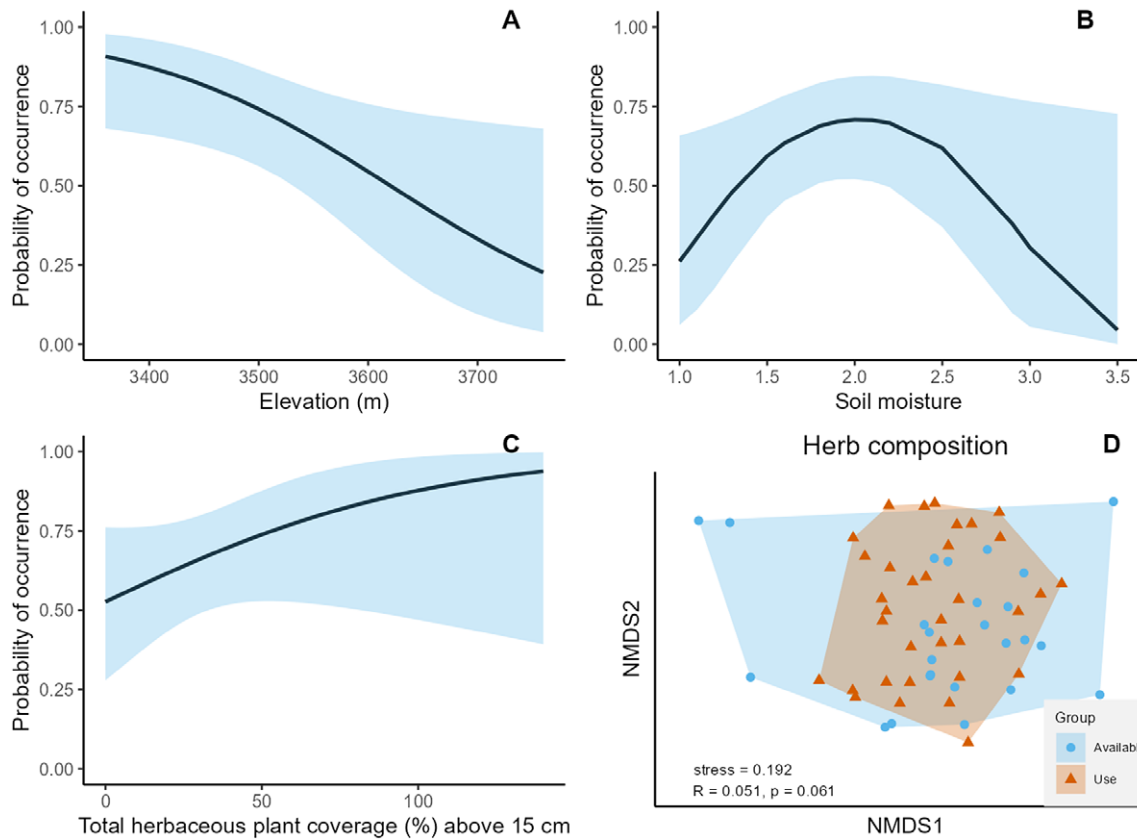 A
Probability of occurrence
1.00
0.75
0.50
0.25
0.00
3400 3500 3600 3700
Elevation (m)
B
Probability of occurrence
1.00
0.75
0.50
0.25
0.00
1.0 1.5 2.0 2.5 3.0 3.5
Soil moisture
C
Probability of occurrence
1.00
0.75
0.50
0.25
0.00
0 50 100
Total herbaceous plant coverage (%) above 15 cm
Herb composition
D
NMDS2
Group
Available
Use
stress = 0.192
R = 0.051, p = 0.061
NMDS1